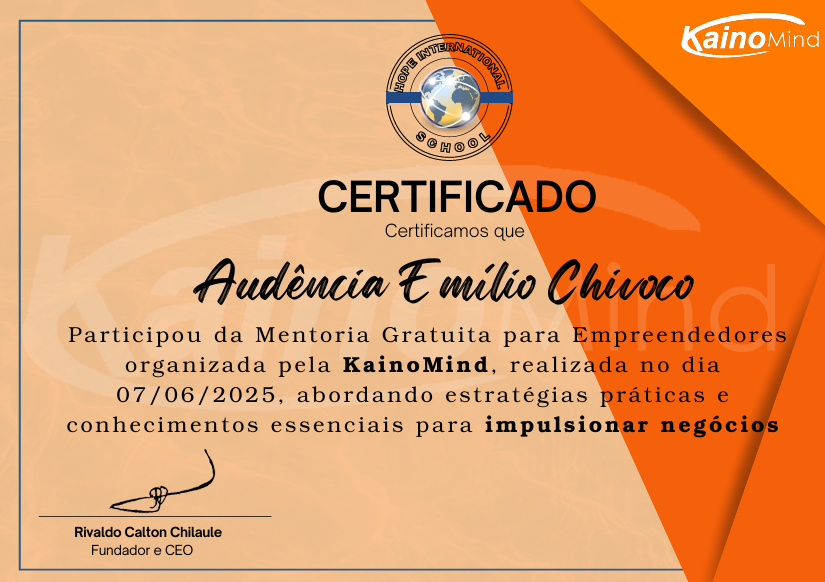 KainoMind
HOPE INTERNATIONAL
SCHOOL
CERTIFICADO
Certificamos que
Audência Emílio Chivoco
Participou da Mentoria Gratuita para Empreendedores
organizada pela KainoMind, realizada no dia
07/06/2025, abordando estratégias práticas e
conhecimentos essenciais para impulsionar negócios
KainoMind
Rivaldo Calton Chilaule
Fundador e CEO